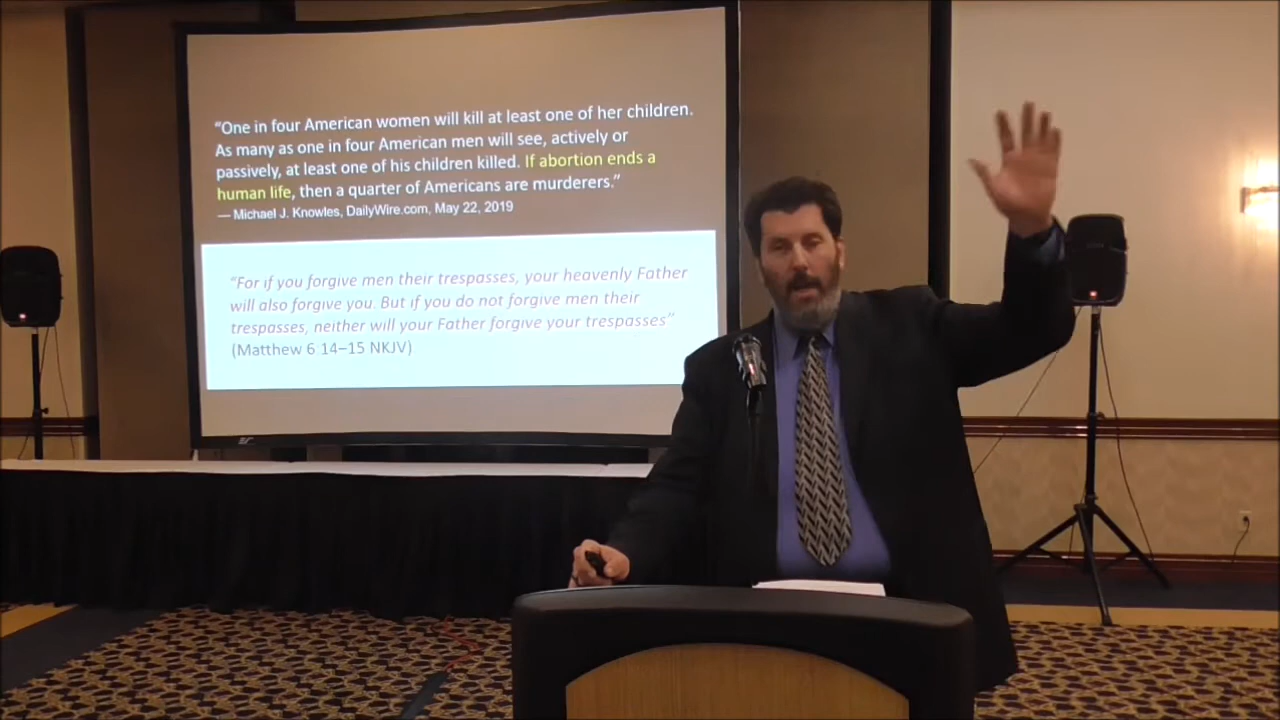 “One in four American women will kill at least one of her children.
As many as one in four American men will see, actively or
passively, at least one of his children killed. If abortion ends a
human life, then a quarter of Americans are murderers.”
— Michael J. Knowles, DailyWire.com, May 22, 2019
“For if you forgive men their trespasses, your heavenly Father
will also forgive you. But if you do not forgive men their
trespasses, neither will your Father forgive your trespasses”
(Matthew 6 14–15 NKJV)